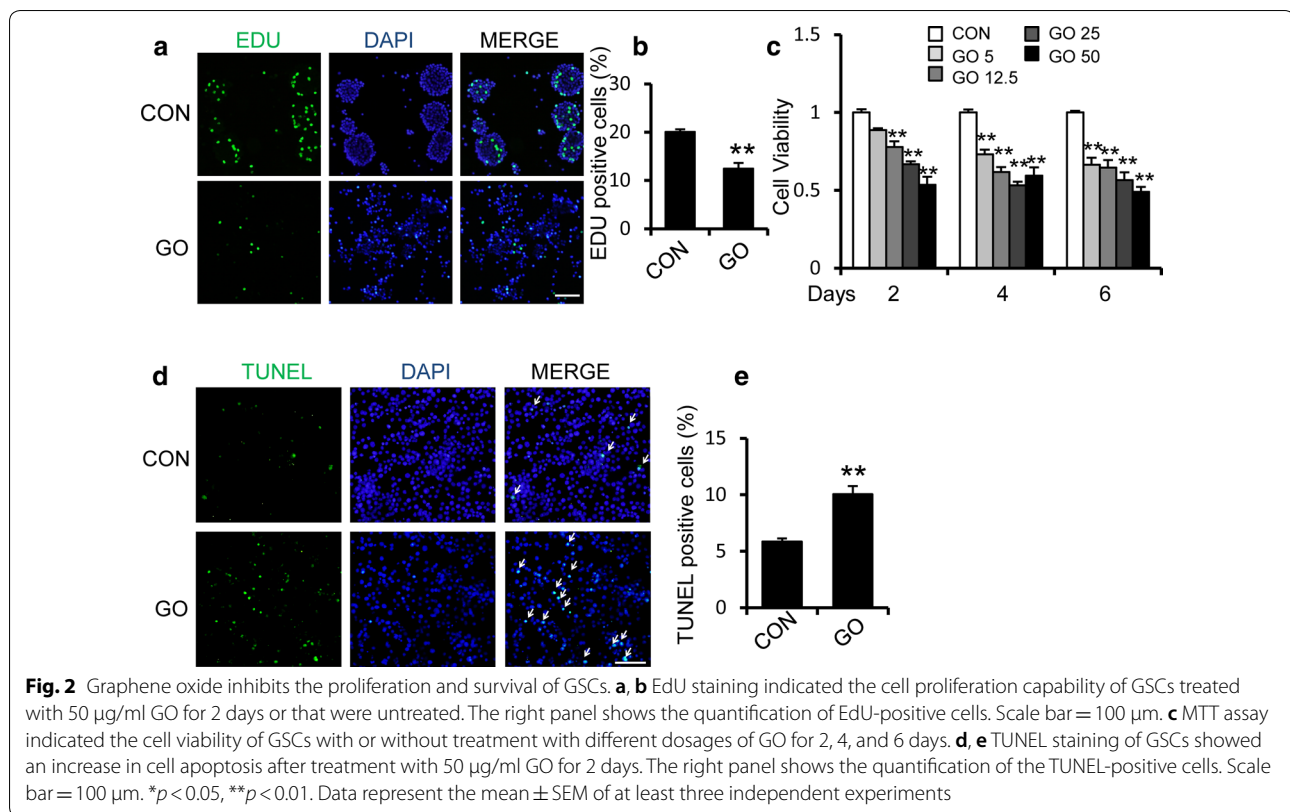 a
EDU DAPI MERGE
CON
GO
b
EDU positive cells (%)
30
20
10
0
**
CON GO
c
CON GO 25
GO 5 GO 50
GO 12.5
Cell Viability
1
0.5
0
** ** **
** ** ** **
** ** ** **
Days 2 4 6
d
TUNEL DAPI MERGE
CON
GO
e
TUNEL positive cells (%)
15
10
5
0
**
CON GO
Fig. 2 Graphene oxide inhibits the proliferation and survival of GSCs. a, b EdU staining indicated the cell proliferation capability of GSCs treated
with 50 µg/ml GO for 2 days or that were untreated. The right panel shows the quantification of EdU-positive cells. Scale bar = 100 µm. c MTT assay
indicated the cell viability of GSCs with or without treatment with different dosages of GO for 2, 4, and 6 days. d, e TUNEL staining of GSCs showed
an increase in cell apoptosis after treatment with 50 µg/ml GO for 2 days. The right panel shows the quantification of the TUNEL-positive cells. Scale
bar = 100 µm. *p < 0.05, **p < 0.01. Data represent the mean ± SEM of at least three independent experiments